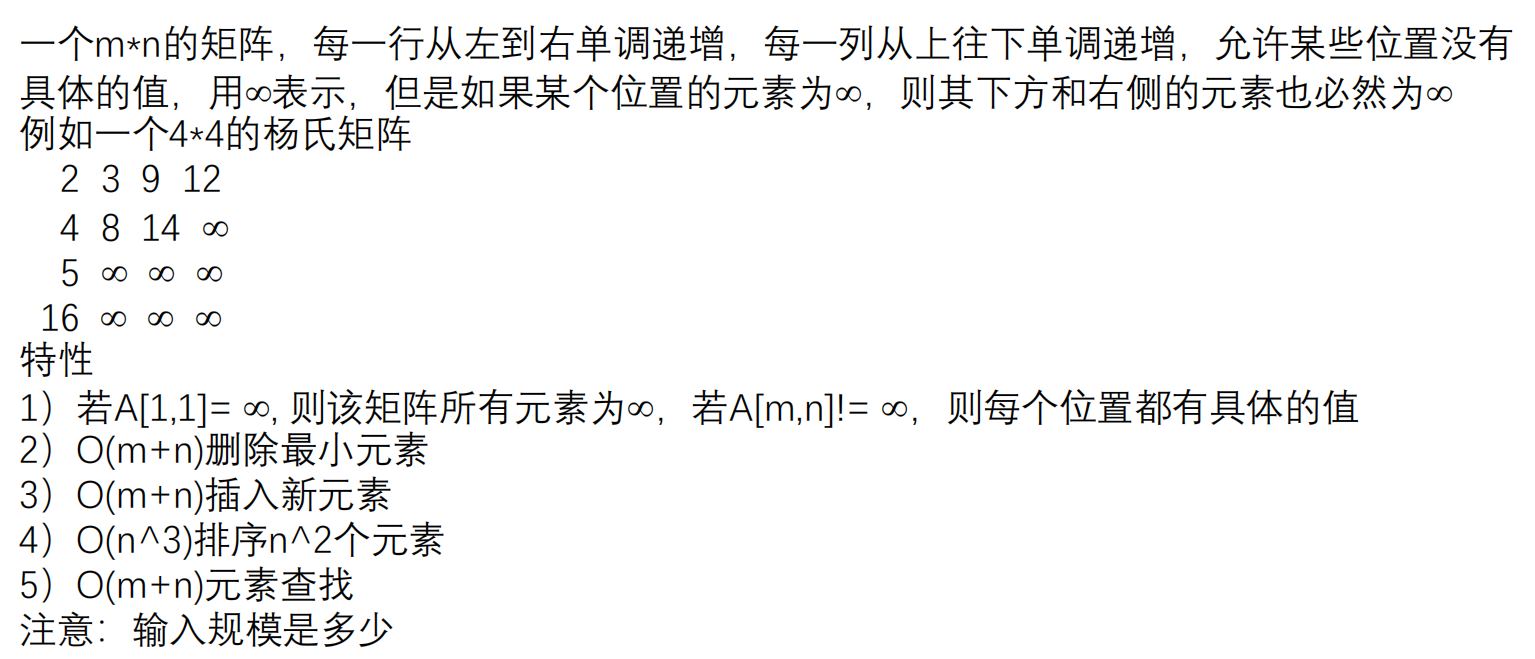 一个m*n的矩阵，每一行从左到右单调递增，每一列从上往下单调递增，允许某些位置没有
具体的值，用∞表示，但是如果某个位置的元素为∞，则其下方和右侧的元素也必然为∞
例如一个4*4的杨氏矩阵
2 3 9 12
4 8 14 ∞
5 ∞ ∞ ∞
16 ∞ ∞ ∞
特性
1）若A[1,1]= ∞, 则该矩阵所有元素为∞，若A[m,n]!= ∞，则每个位置都有具体的值
2）O(m+n)删除最小元素
3）O(m+n)插入新元素
4）O(n^3)排序n^2个元素
5）O(m+n)元素查找
注意：输入规模是多少